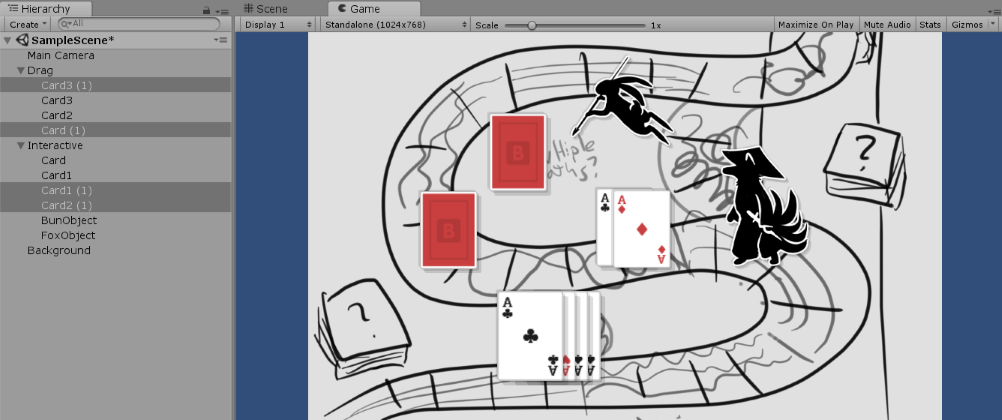 Hierarchy
Create
All
SampleScene*
Main Camera
Drag
Card3 (1)
Card3
Card2
Card (1)
Interactive
Card
Card1
Card1 (1)
Card2 (1)
BunObject
FoxObject
Background
Scene
Game
Display 1
Standalone (1024x768)
Scale
1x
Maximize On Play
Mute Audio
Stats
Gizmos
?
B
B
A
A
A
?
A
A
A
A
A